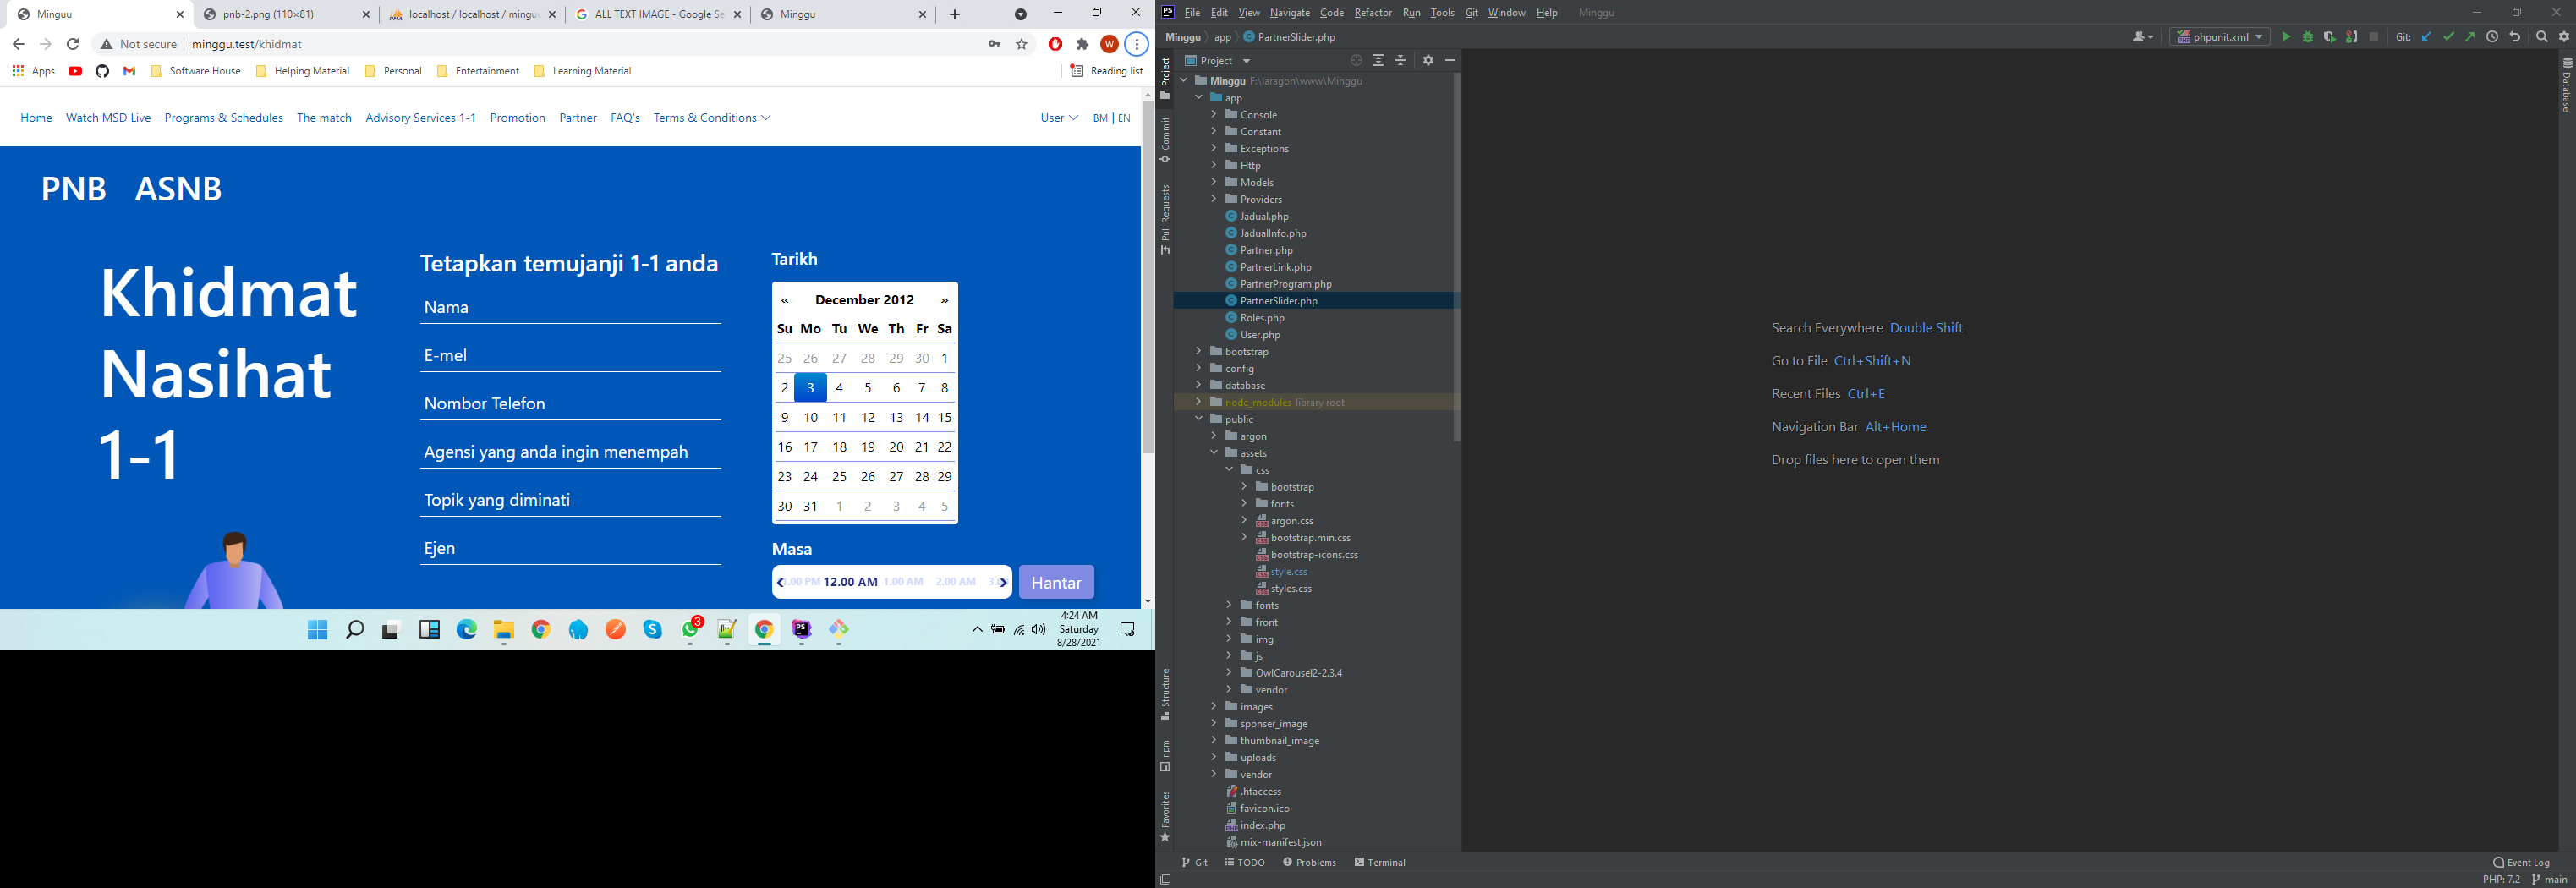 Minguu
pnb-2.png (110×81)
localhost / localhost / mingu
ALL TEXT IMAGE - Google Se
Minggu
Not secure
minggu.test/khidmat
W
Apps
Software House
Helping Material
Personal
Entertainment
Learning Material
Reading list
Home
Watch MSD Live
Programs & Schedules
The match
Advisory Services 1-1
Promotion
Partner
FAQ's
Terms & Conditions
User
BM | EN
PNB ASNB
Khidmat
Nasihat
1-1
Tetapkan temujanji 1-1 anda
Nama
E-mel
Nombor Telefon
Agensi yang anda ingin menempah
Topik yang diminati
Ejen
Tarikh
« December 2012 »
Su Mo Tu We Th Fr Sa
25 26 27 28 29 30 1
2 3 4 5 6 7 8
9 10 11 12 13 14 15
16 17 18 19 20 21 22
23 24 25 26 27 28 29
30 31 1 2 3 4 5
Masa
1.00 PM 12.00 AM 1.00 AM 2.00 AM
Hantar
3
4:24 AM
Saturday
8/28/2021
PS
File Edit View Navigate Code Refactor Run Tools Git Window Help Minggu
Minggu app PartnerSlider.php
phpunit.xml
Git:
Project
Project
Commit
Pull Requests
Structure
npm
Favorites
Database
Minggu F:\laragon\www\Minggu
app
Console
Constant
Exceptions
Http
Models
Providers
Jadual.php
JadualInfo.php
Partner.php
PartnerLink.php
PartnerProgram.php
PartnerSlider.php
Roles.php
User.php
bootstrap
config
database
node_modules library root
public
argon
assets
css
bootstrap
fonts
argon.css
bootstrap.min.css
bootstrap-icons.css
style.css
styles.css
fonts
front
img
js
OwlCarousel2-2.3.4
vendor
images
sponser_image
thumbnail_image
uploads
vendor
.htaccess
favicon.ico
index.php
mix-manifest.json
Search Everywhere Double Shift
Go to File Ctrl+Shift+N
Recent Files Ctrl+E
Navigation Bar Alt+Home
Drop files here to open them
Git
TODO
Problems
Terminal
Event Log
PHP: 7.2
main